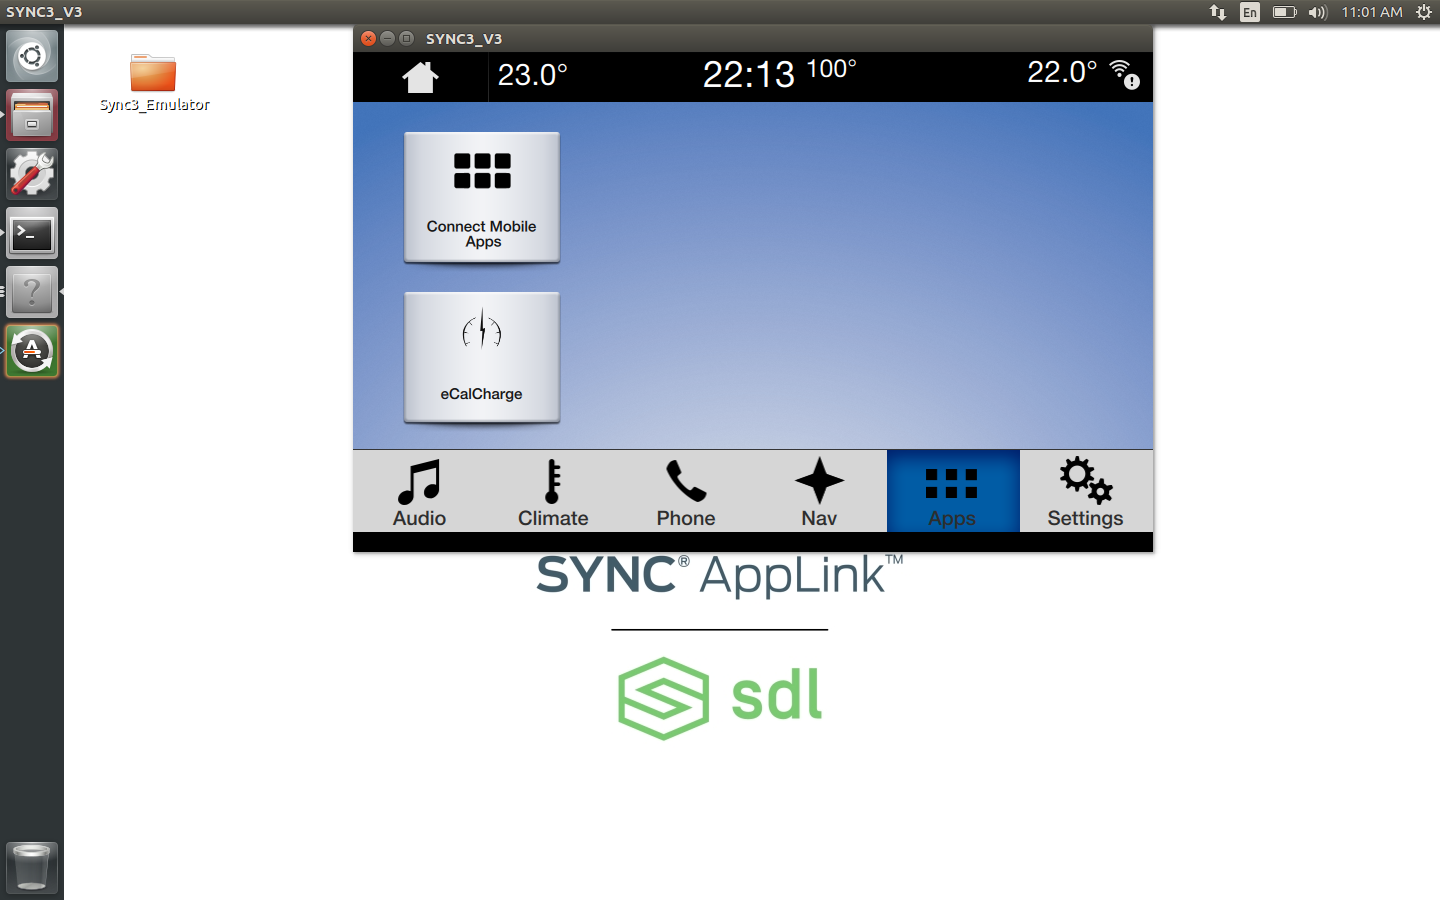 SYNC3_V3
En
11:01 AM
Sync3_Emulator
SYNC3_V3
23.0°
22:13
100°
22.0°
Connect Mobile
Apps
eCalCharge
Audio
Climate
Phone
Nav
Apps
Settings
SYNC® AppLink™
sdl